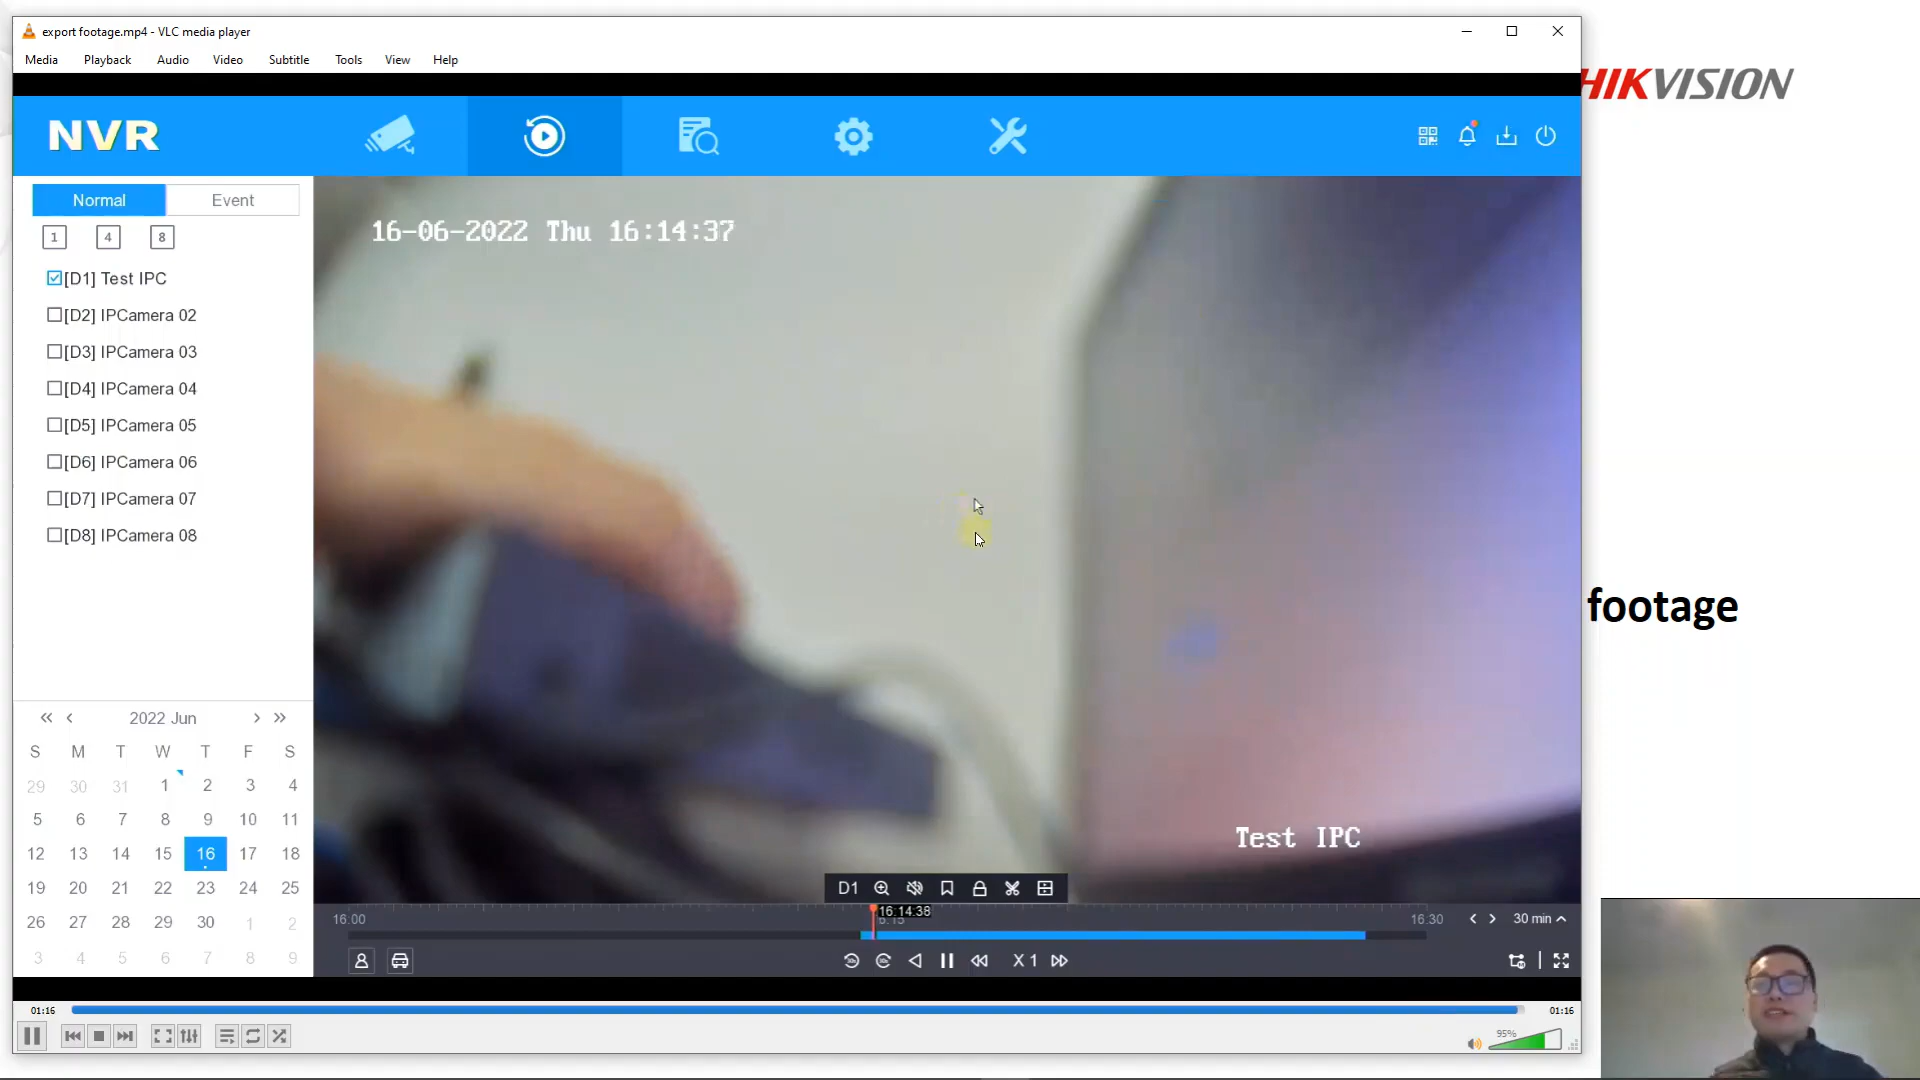 export footage.mp4 - VLC media player
Media Playback Audio Video Subtitle Tools View Help
HIKVISION
NVR
Normal Event
1 4 8
16-06-2022 Thu 16:14:37
[D1] Test IPC
[D2] IPCamera 02
[D3] IPCamera 03
[D4] IPCamera 04
[D5] IPCamera 05
[D6] IPCamera 06
[D7] IPCamera 07
[D8] IPCamera 08
footage
2022 Jun
S M T W T F S
29 30 31 1 2 3 4
5 6 7 8 9 10 11
12 13 14 15 16 17 18
19 20 21 22 23 24 25
26 27 28 29 30 1 2
3 4 5 6 7 8 9
Test IPC
D1
16:14:38
16:00 16:30 30 min
X 1
01:16 01:16
95%